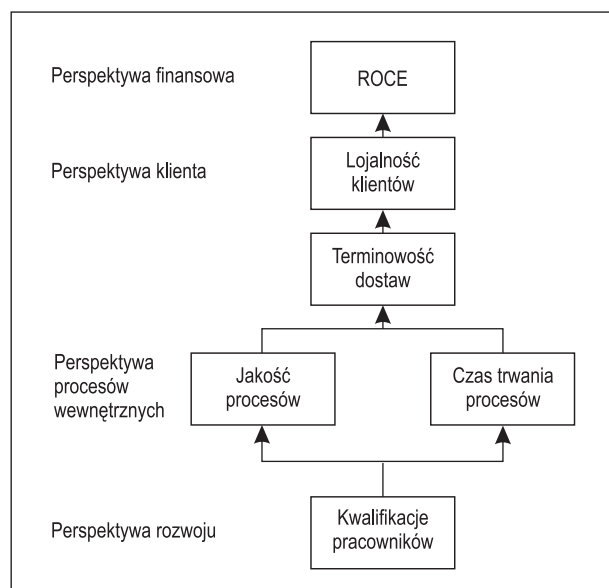 Perspektywa finansowa
ROCE
Perspektywa klienta
Lojalność
klientów
Terminowość
dostaw
Perspektywa
procesów
wewnętrznych
Jakość
procesów
Czas trwania
procesów
Perspektywa rozwoju
Kwalifikacje
pracowników